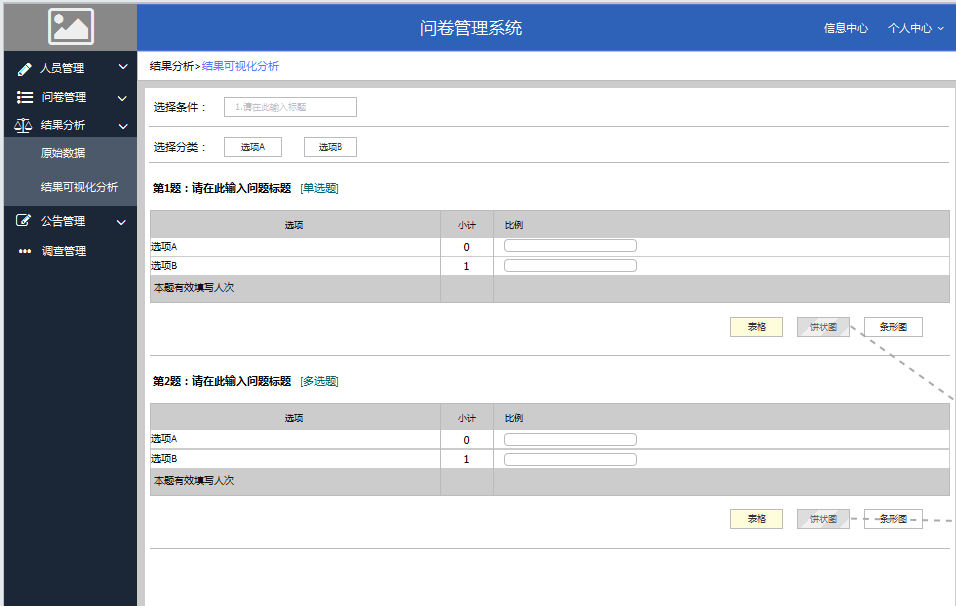 问卷管理系统
信息中心 个人中心
人员管理
问卷管理
结果分析
原始数据
结果可视化分析
公告管理
调查管理
结果分析>结果可视化分析
选择条件：
1.请在此输入标题
选择分类：
选项A 选项B
第1题：请在此输入问题标题 [单选题]
选项 小计 比例
选项A 0
选项B 1
本题有效填写人次
表格 饼状图 条形图
第2题：请在此输入问题标题 [多选题]
选项 小计 比例
选项A 0
选项B 1
本题有效填写人次
表格 饼状图 条形图